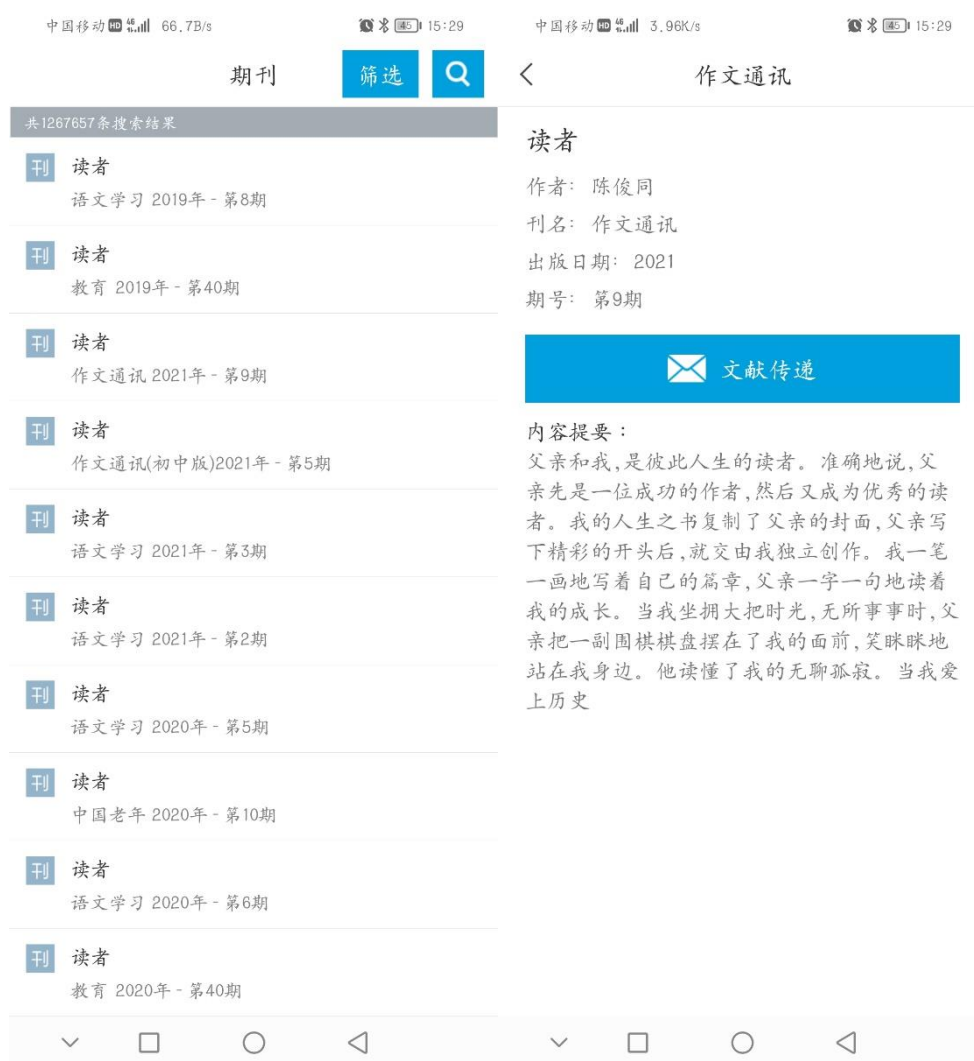 中国移动 HD 46 66.7B/s 45 15:29
期刊 筛选
共1267657条搜索结果
刊 读者
语文学习 2019年 - 第8期
刊 读者
教育 2019年 - 第40期
刊 读者
作文通讯 2021年 - 第9期
刊 读者
作文通讯(初中版)2021年 - 第5期
刊 读者
语文学习 2021年 - 第3期
刊 读者
语文学习 2021年 - 第2期
刊 读者
语文学习 2020年 - 第5期
刊 读者
中国老年 2020年 - 第10期
刊 读者
语文学习 2020年 - 第6期
刊 读者
教育 2020年 - 第40期
中国移动 HD 46 3.96K/s 45 15:29
作文通讯
读者
作者: 陈俊同
刊名: 作文通讯
出版日期: 2021
期号: 第9期
文献传递
内容提要：
父亲和我,是彼此人生的读者。准确地说,父
亲先是一位成功的作者,然后又成为优秀的读
者。我的人生之书复制了父亲的封面,父亲写
下精彩的开头后,就交由我独立创作。我一笔
一画地写着自己的篇章,父亲一字一句地读着
我的成长。当我坐拥大把时光,无所事事时,父
亲把一副围棋棋盘摆在了我的面前,笑眯眯地
站在我身边。他读懂了我的无聊孤寂。当我爱
上历史